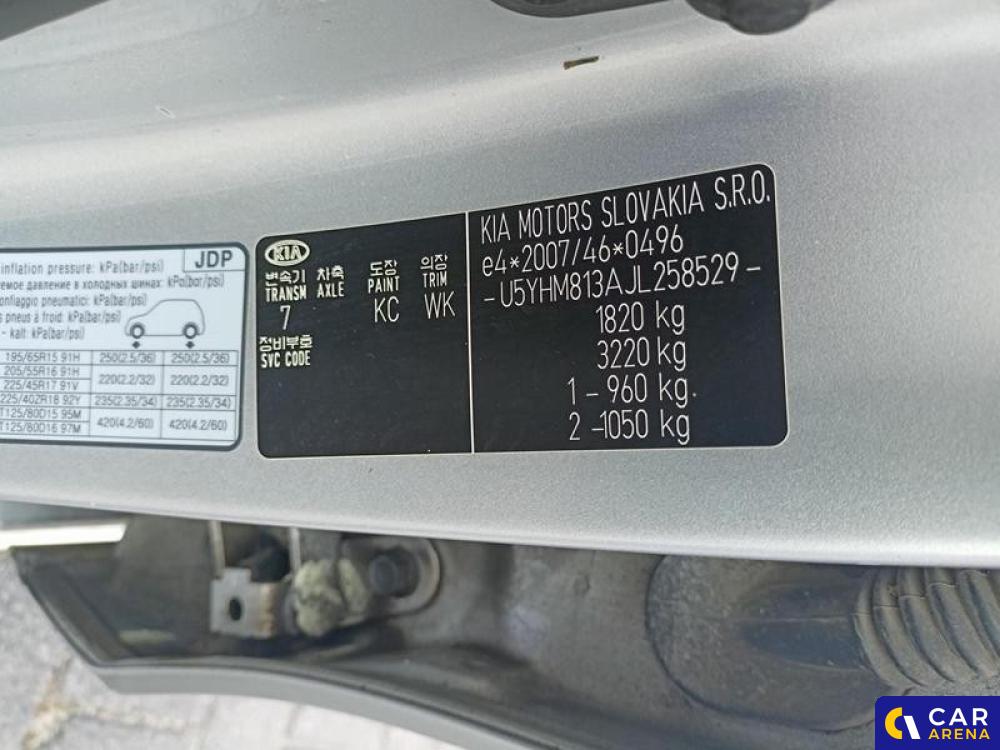 JDP
inflation pressure: kPa(bar/psi)
давление в холодных шинах: kPa(bar/psi)
pneumatici: kPa(bar/psi)
pneus à froid: kPa(bar/psi)
- kalt: kPa(bar/psi)
195/65R15 91H 250(2.5/36) 250(2.5/36)
205/55R16 91H
220(2.2/32) 220(2.2/32)
225/45R17 91V
225/40ZR18 92Y 235(2.35/34) 235(2.35/34)
T125/80D15 95M
420(4.2/60) 420(4.2/60)
T125/80D16 97M
KIA
변속기 차축 도장 의장
TRANSM AXLE PAINT TRIM
7 KC WK
정비부호
SVC CODE
KIA MOTORS SLOVAKIA S.R.O.
e4*2007/46*0496
-U5YHM813AJL258529-
1820 kg
3220 kg
1 - 960 kg
2 -1050 kg
CAR
ARENA